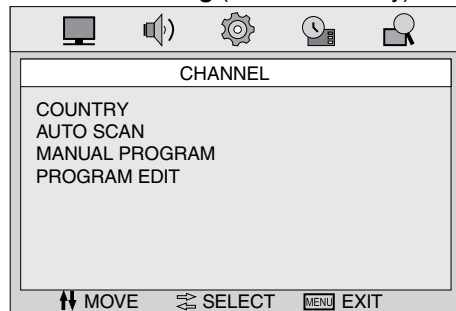 CHANNEL
COUNTRY
AUTO SCAN
MANUAL PROGRAM
PROGRAM EDIT
MOVE SELECT MENU EXIT